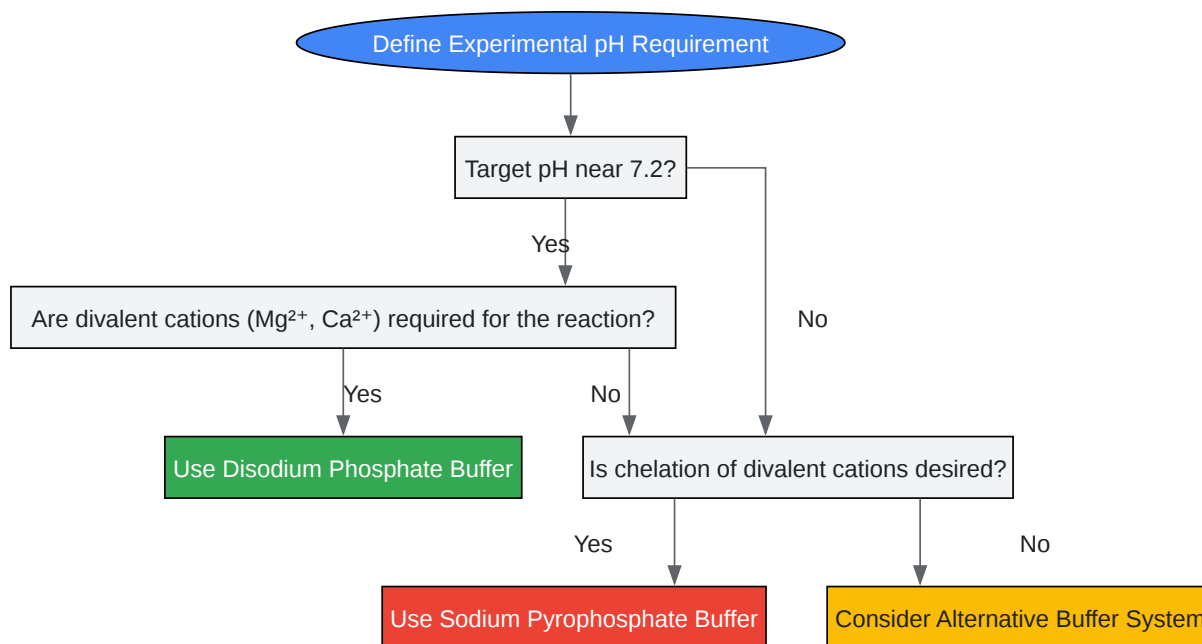 Define Experimental pH Requirement
Target pH near 7.2?
Yes
Are divalent cations (Mg²⁺, Ca²⁺) required for the reaction?
No
Yes
No
Use Disodium Phosphate Buffer
Is chelation of divalent cations desired?
Yes
No
Use Sodium Pyrophosphate Buffer
Consider Alternative Buffer System